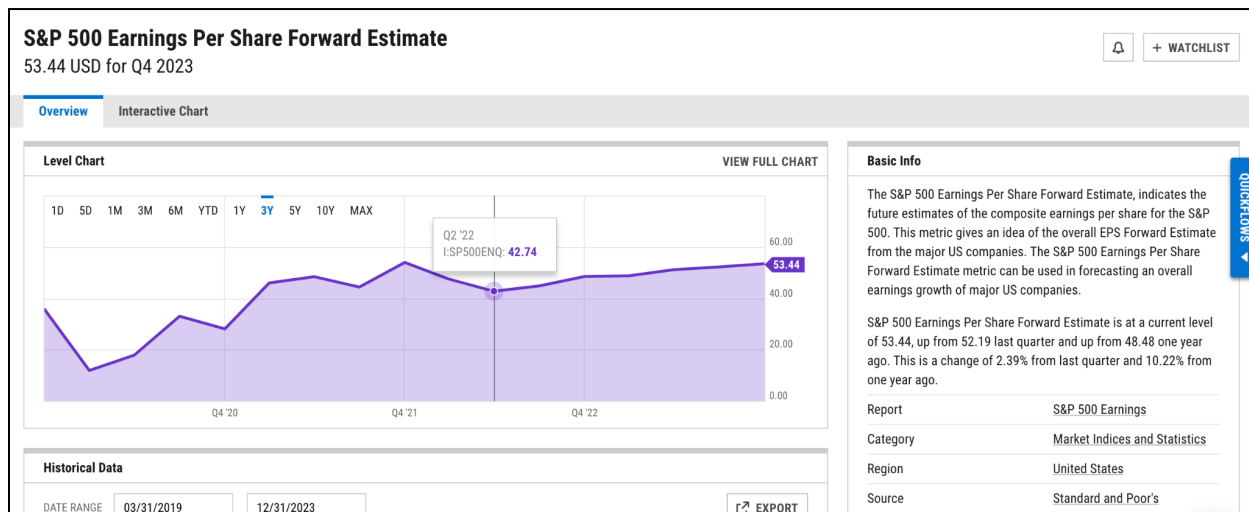 S&P 500 Earnings Per Share Forward Estimate
53.44 USD for Q4 2023
+ WATCHLIST
Overview
Interactive Chart
Level Chart
VIEW FULL CHART
1D 5D 1M 3M 6M YTD 1Y 3Y 5Y 10Y MAX
Q2 '22
I:SP500ENQ: 42.74
60.00
53.44
40.00
20.00
0.00
Q4 '20
Q4 '21
Q4 '22
Historical Data
DATE RANGE 03/31/2019 12/31/2023
EXPORT
Basic Info
The S&P 500 Earnings Per Share Forward Estimate, indicates the
future estimates of the composite earnings per share for the S&P
500. This metric gives an idea of the overall EPS Forward Estimate
from the major US companies. The S&P 500 Earnings Per Share
Forward Estimate metric can be used in forecasting an overall
earnings growth of major US companies.
S&P 500 Earnings Per Share Forward Estimate is at a current level
of 53.44, up from 52.19 last quarter and up from 48.48 one year
ago. This is a change of 2.39% from last quarter and 10.22% from
one year ago.
Report S&P 500 Earnings
Category Market Indices and Statistics
Region United States
Source Standard and Poor's
QUICKFLOWS